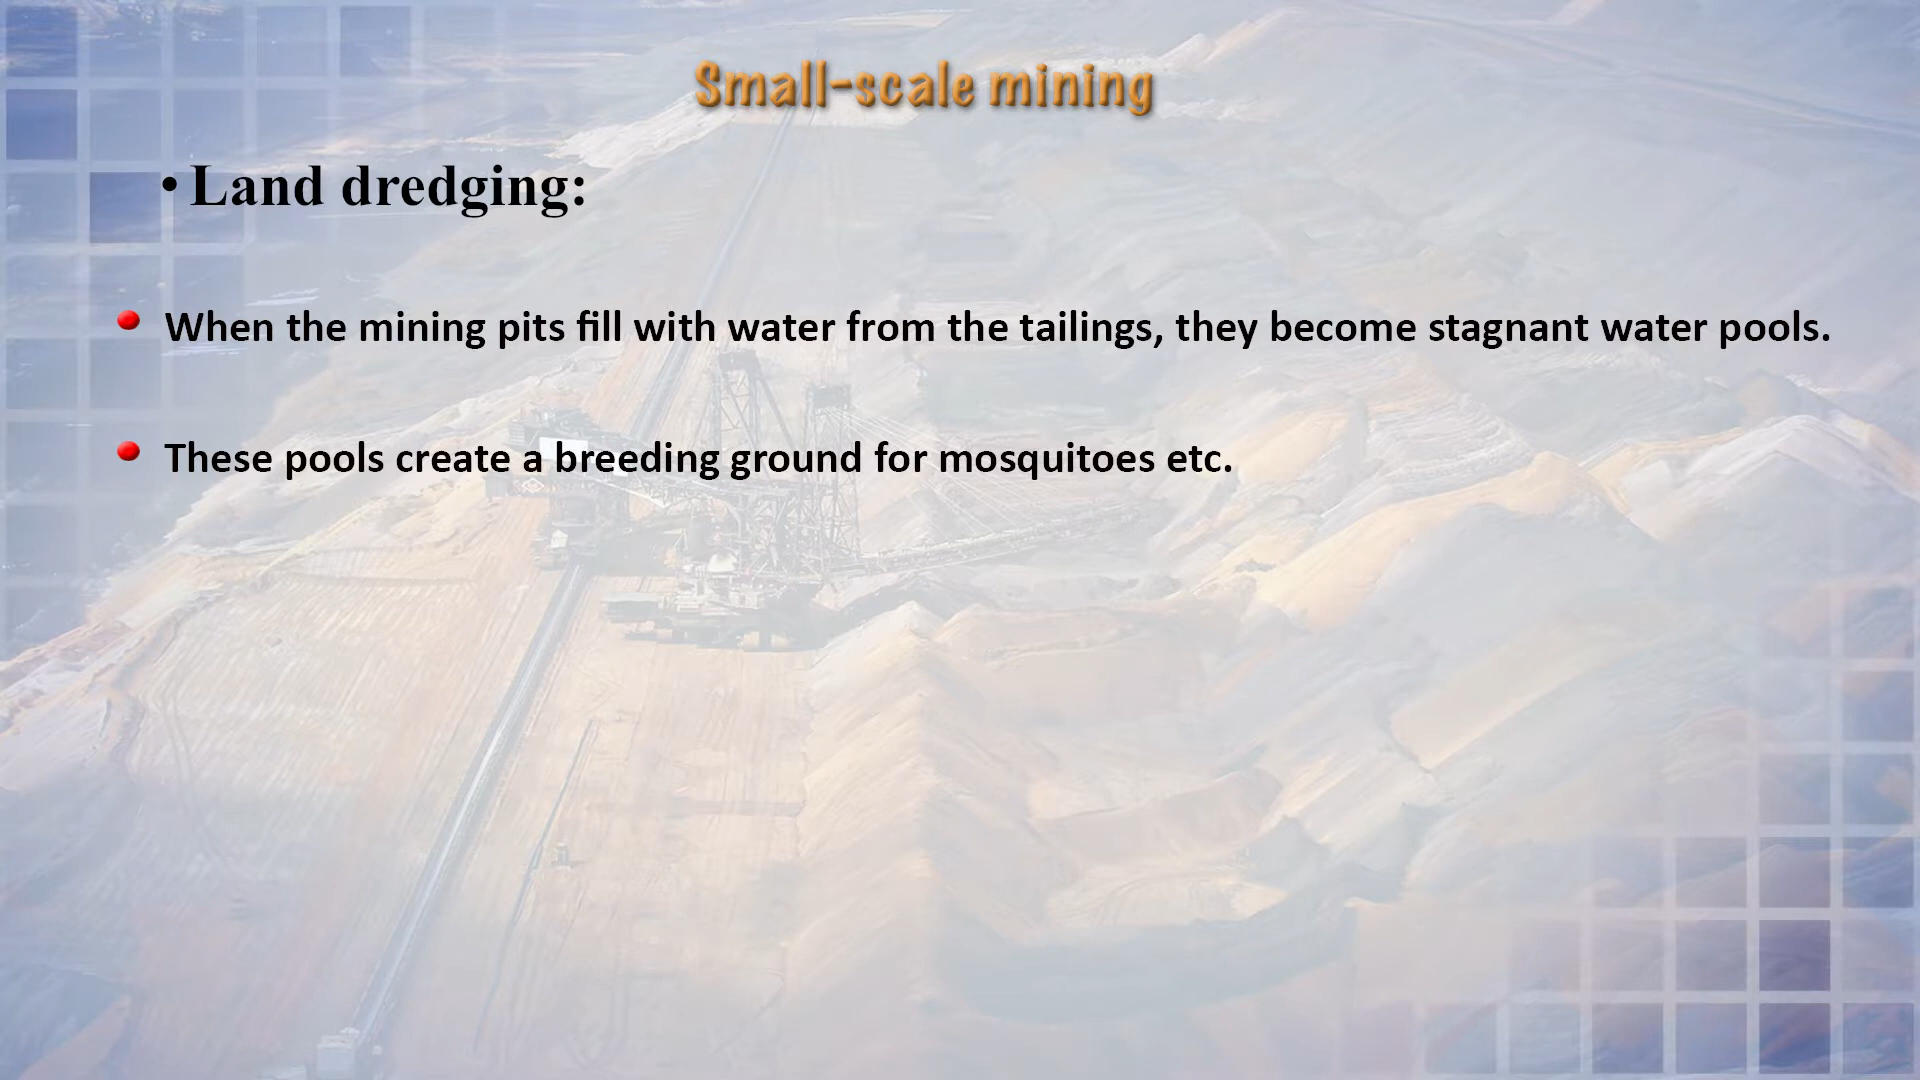 Small-scale mining
• Land dredging:
When the mining pits fill with water from the tailings, they become stagnant water pools.
These pools create a breeding ground for mosquitoes etc.